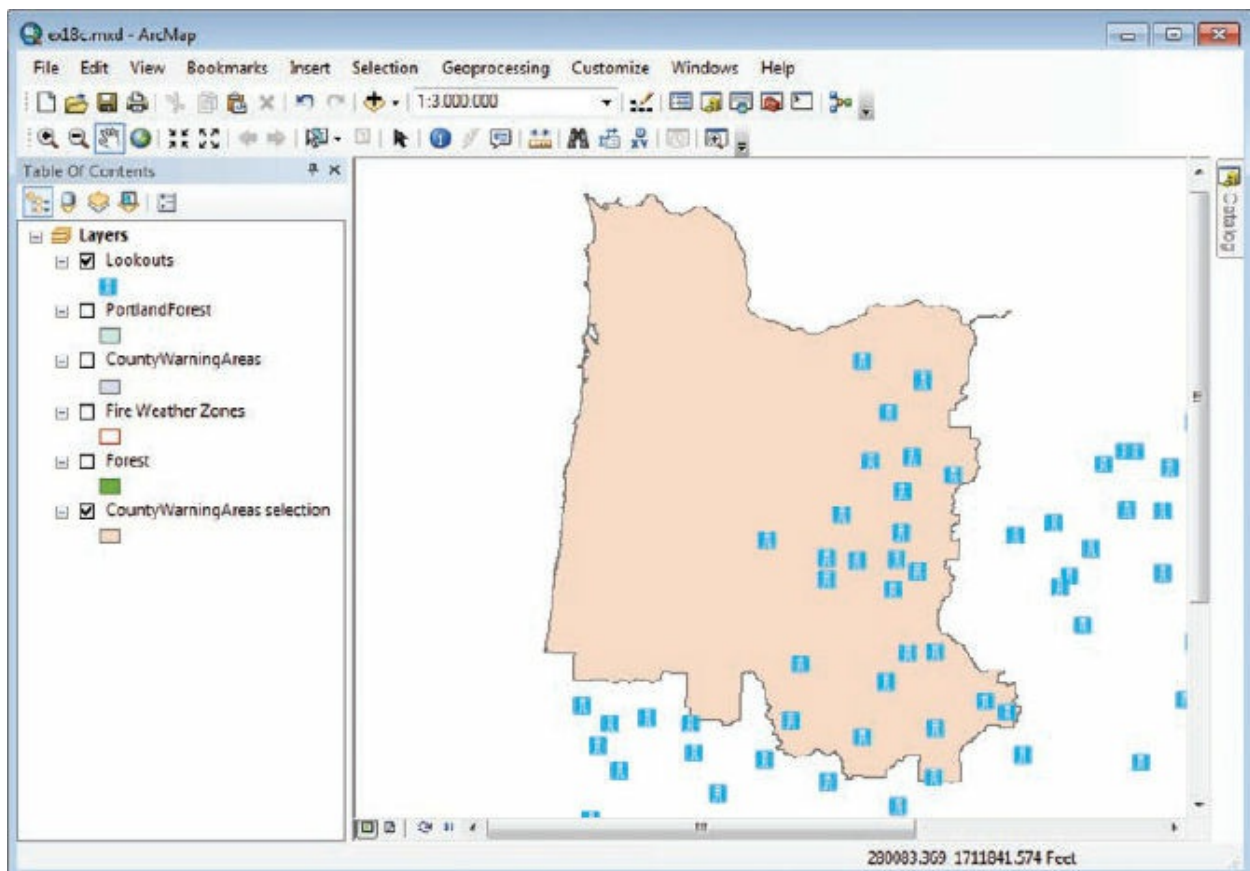 ex18c.mxd - ArcMap
File Edit View Bookmarks Insert Selection Geoprocessing Customize Windows Help
1:3,000,000
Table Of Contents
Layers
Lookouts
PortlandForest
CountyWarningAreas
Fire Weather Zones
Forest
CountyWarningAreas selection
Catalog
280083.369 1711841.574 Feet